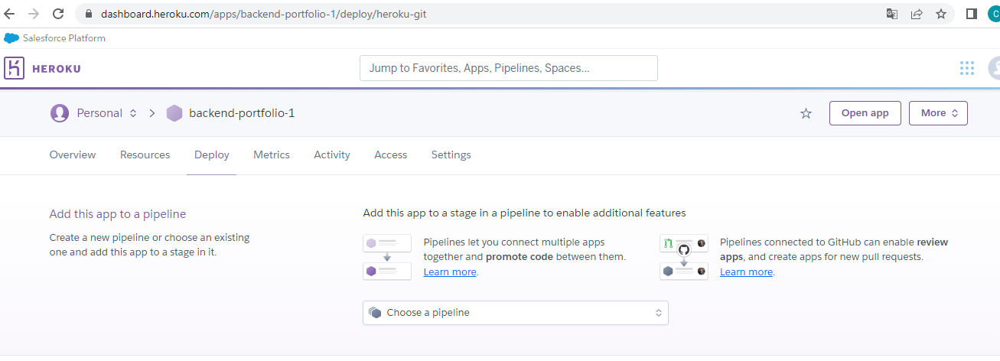 dashboard.heroku.com/apps/backend-portfolio-1/deploy/heroku-git
C
Salesforce Platform
HEROKU
Jump to Favorites, Apps, Pipelines, Spaces...
Personal
backend-portfolio-1
Open app
More
Overview
Resources
Deploy
Metrics
Activity
Access
Settings
Add this app to a pipeline
Create a new pipeline or choose an existing
one and add this app to a stage in it.
Add this app to a stage in a pipeline to enable additional features
Pipelines let you connect multiple apps
together and promote code between them.
Learn more.
Pipelines connected to GitHub can enable review
apps, and create apps for new pull requests.
Learn more.
Choose a pipeline